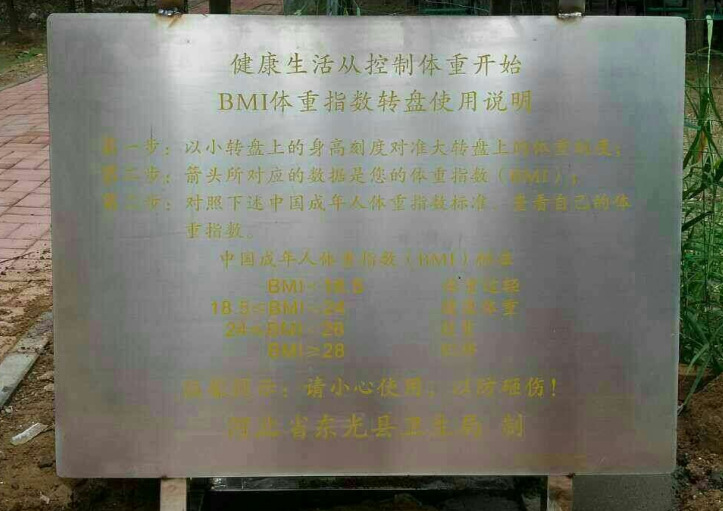 健康生活从控制体重开始
BMI体重指数转盘使用说明
第一步：以小转盘上的身高刻度对准大转盘上的体重刻度；
第二步：箭头所对应的数据是您的体重指数（BMI）；
第三步：对照下述中国成年人体重指数标准，查看自己的体
重指数。
中国成年人体重指数（BMI）标准
BMI<18.5
18.5≤BMI<24 体重
24≤BMI<28
BMI≥28
提示：请小心使用，以防砸伤！
河北省东光县卫生局 制